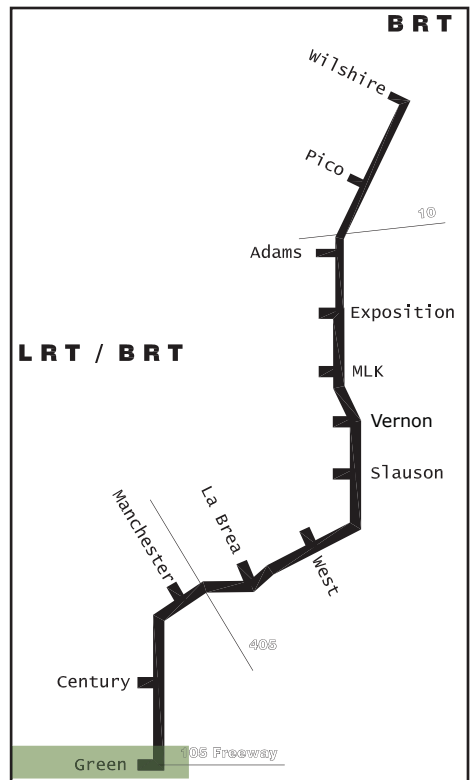 BRT
Wilshire
Pico
10
Adams
Exposition
LRT / BRT
MLK
Vernon
Slauson
La Brea
Manchester
West
405
Century
105 Freeway
Green